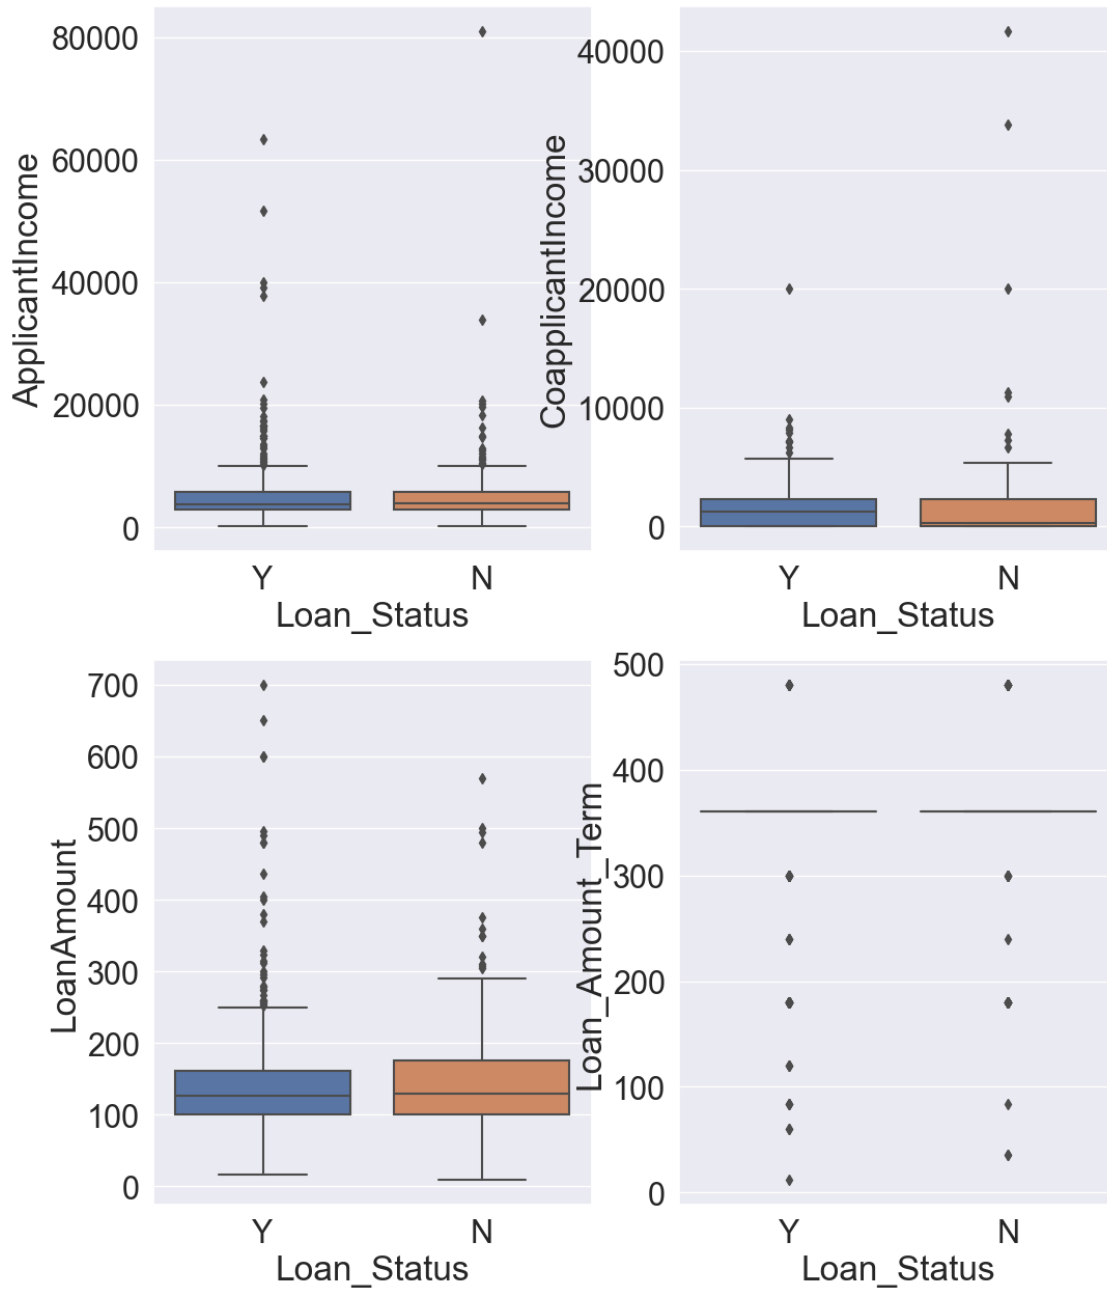 80000
60000
40000
20000
0
ApplicantIncome
Y
N
Loan_Status
40000
30000
20000
10000
0
CoapplicantIncome
Y
N
Loan_Status
700
600
500
400
300
200
100
0
LoanAmount
Y
N
Loan_Status
500
400
300
200
100
0
Loan_Amount_Term
Y
N
Loan_Status